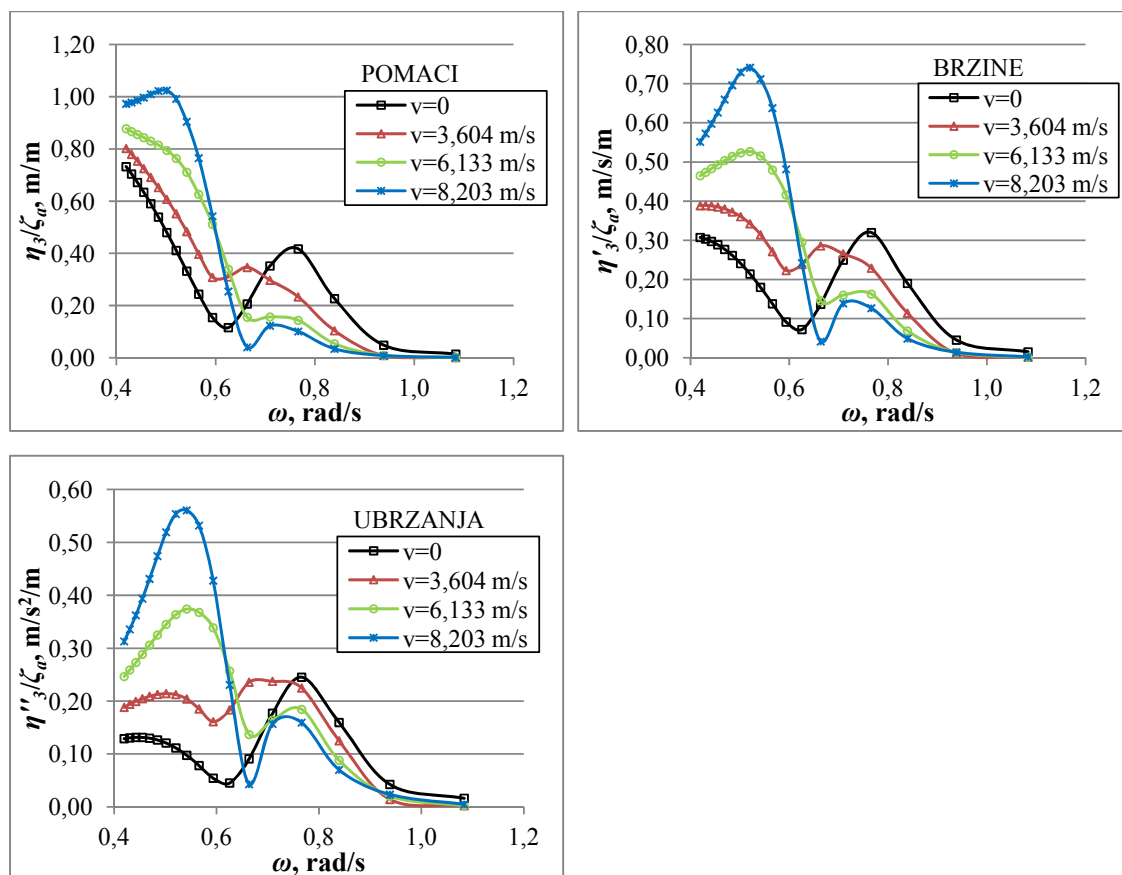 POMACI
v=0
v=3,604 m/s
v=6,133 m/s
v=8,203 m/s
1,20
1,00
0,80
0,60
0,40
0,20
0,00
η3/ζa, m/m
0,4 0,6 0,8 1,0 1,2
ω, rad/s
BRZINE
v=0
v=3,604 m/s
v=6,133 m/s
v=8,203 m/s
0,80
0,70
0,60
0,50
0,40
0,30
0,20
0,10
0,00
η'3/ζa, m/s/m
0,4 0,6 0,8 1,0 1,2
ω, rad/s
UBRZANJA
v=0
v=3,604 m/s
v=6,133 m/s
v=8,203 m/s
0,60
0,50
0,40
0,30
0,20
0,10
0,00
η''3/ζa, m/s²/m
0,4 0,6 0,8 1,0 1,2
ω, rad/s